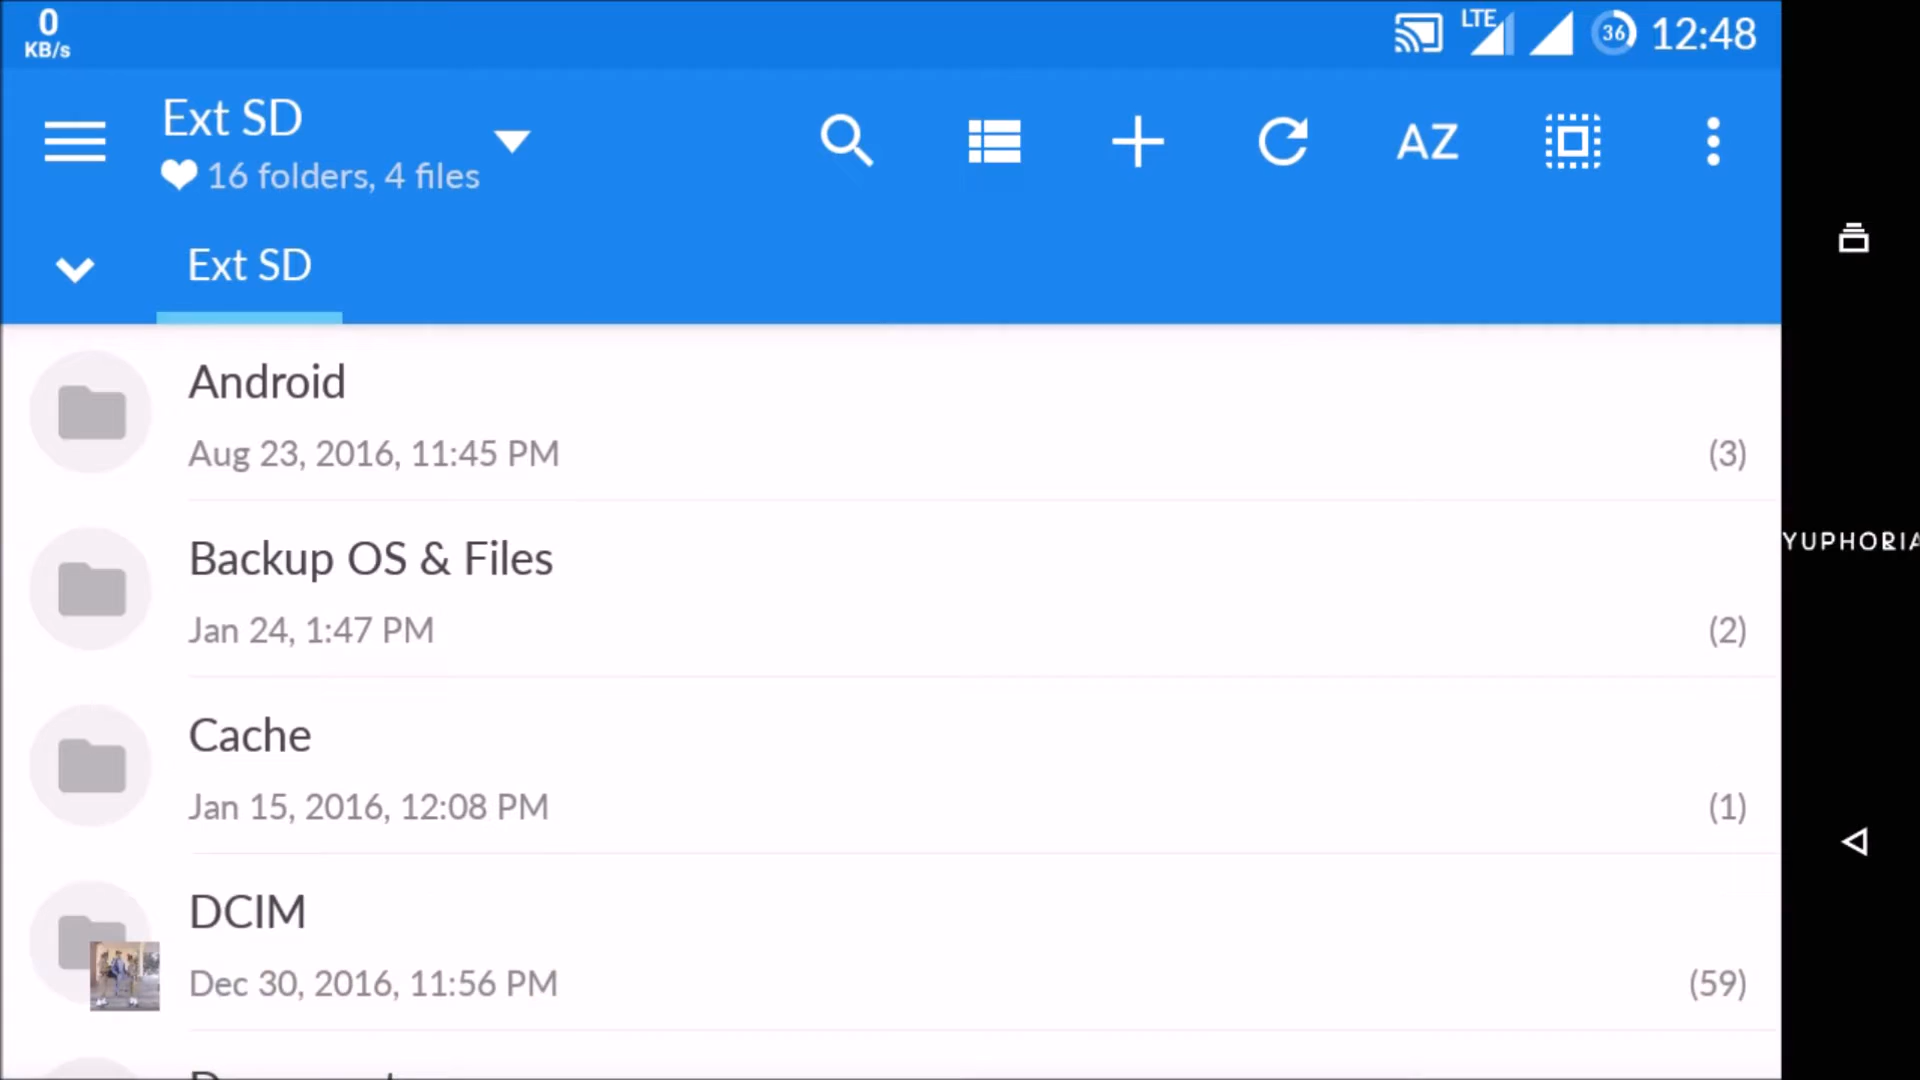 0
KB/s
LTE
36
12:48
Ext SD
16 folders, 4 files
AZ
Ext SD
Android
Aug 23, 2016, 11:45 PM
(3)
Backup OS & Files
Jan 24, 1:47 PM
(2)
YUPHORIA
Cache
Jan 15, 2016, 12:08 PM
(1)
DCIM
Dec 30, 2016, 11:56 PM
(59)